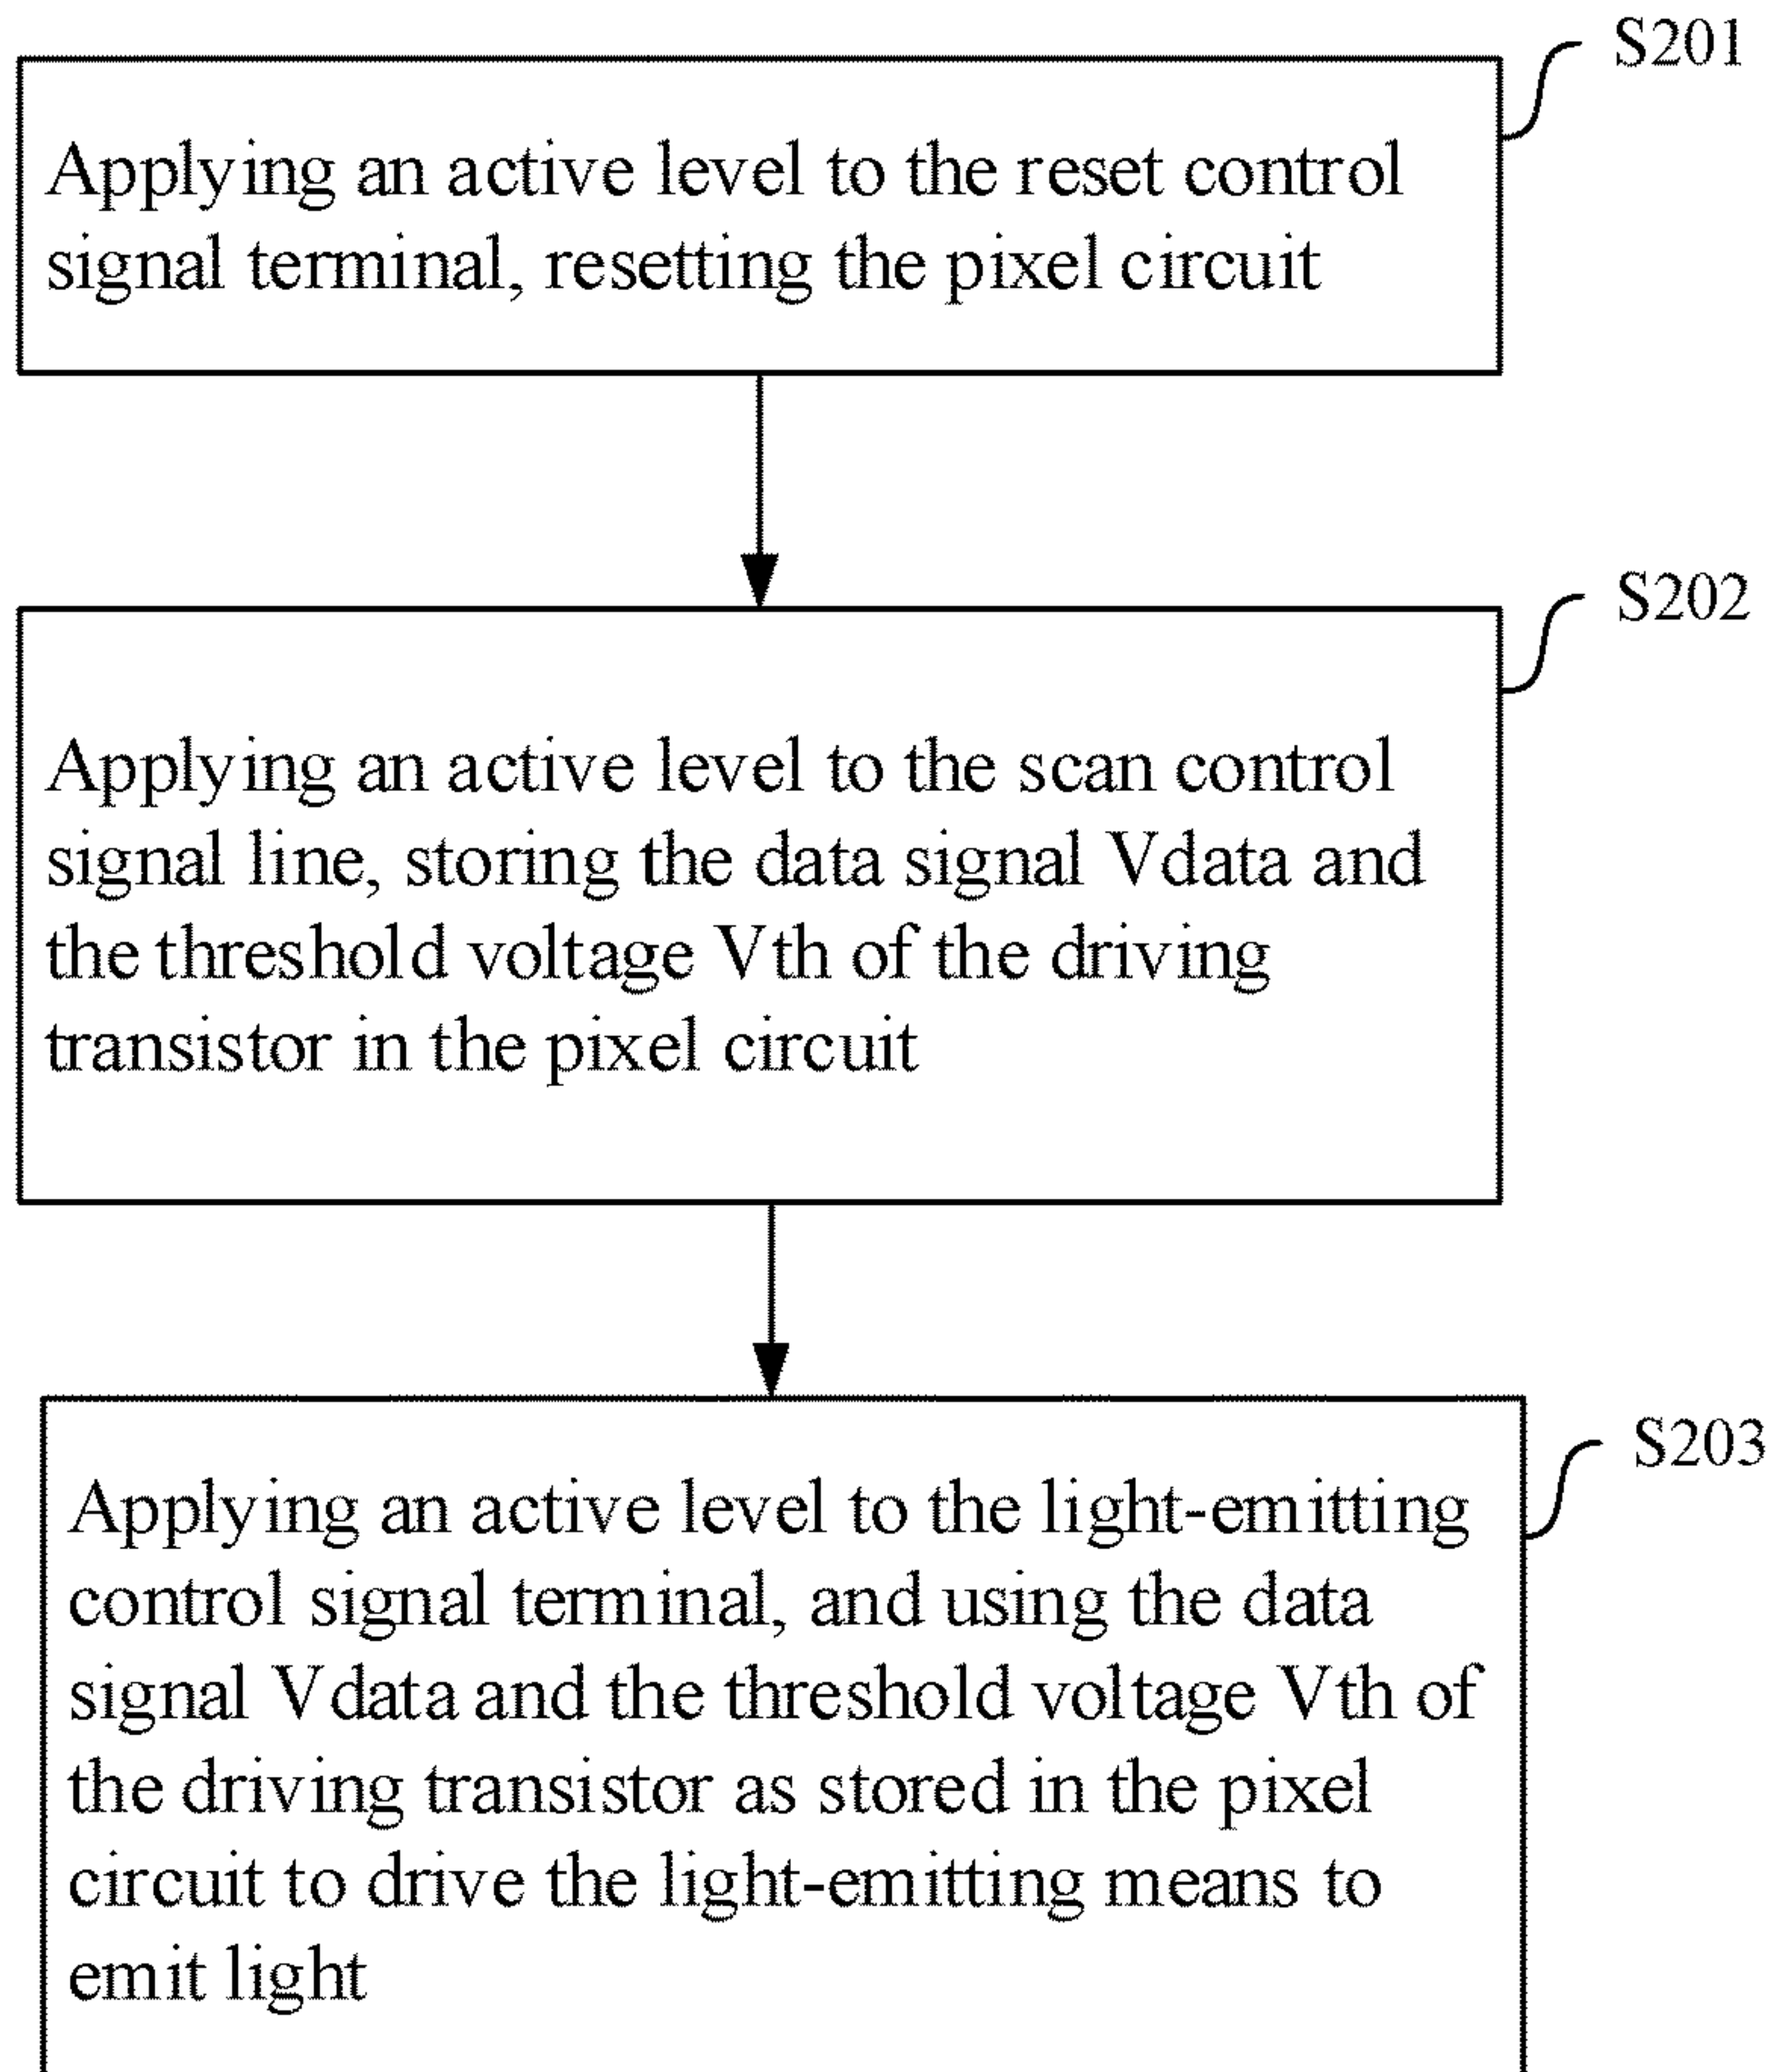 S201
Applying an active level to the reset control
signal terminal, resetting the pixel circuit
S202
Applying an active level to the scan control
signal line, storing the data signal Vdata and
the threshold voltage Vth of the driving
transistor in the pixel circuit
S203
Applying an active level to the light-emitting
control signal terminal, and using the data
signal Vdata and the threshold voltage Vth of
the driving transistor as stored in the pixel
circuit to drive the light-emitting means to
emit light